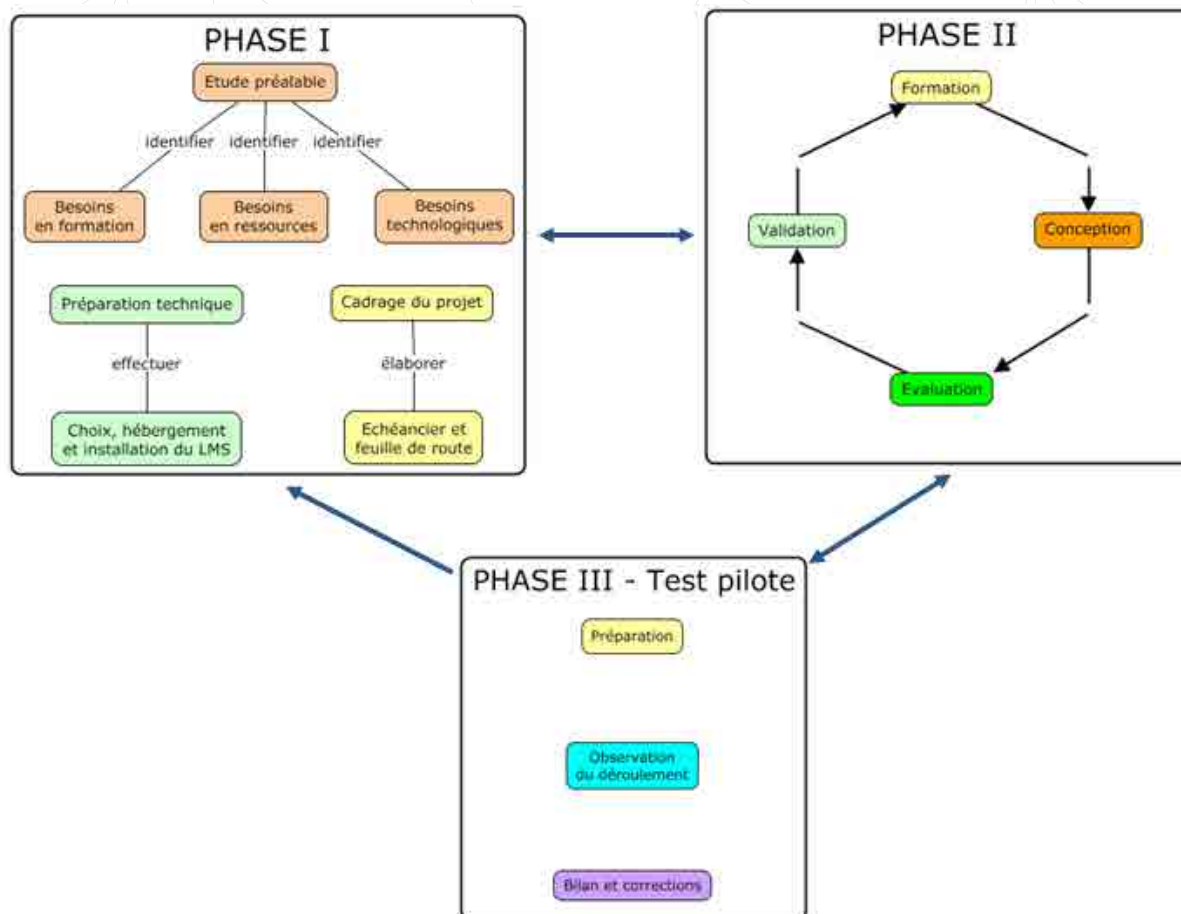 PHASE I
Etude préalable
identifier identifier identifier
Besoins
en formation
Besoins
en ressources
Besoins
technologiques
Préparation technique
effectuer
Choix, hébergement
et installation du LMS
Cadrage du projet
élaborer
Echéancier et
feuille de route
PHASE II
Formation
Conception
Evaluation
Validation
PHASE III - Test pilote
Préparation
Observation
du déroulement
Bilan et corrections